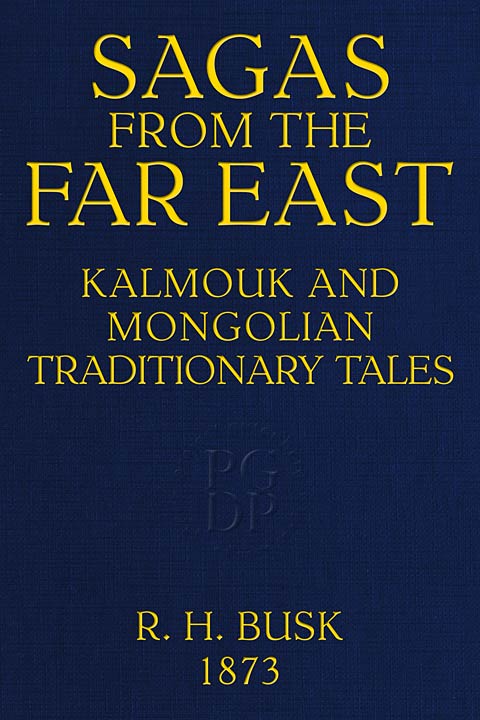 SAGAS
FROM THE
FAR EAST
KALMOUK AND
MONGOLIAN
TRADITIONARY TALES
PG
DP
R. H. BUSK
1873